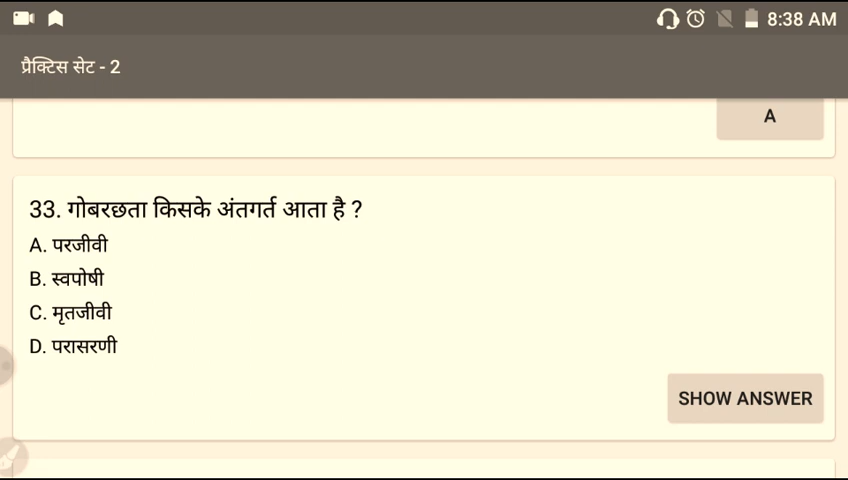 8:38 AM
प्रैक्टिस सेट - 2
A
33. गोबरछता किसके अंतगर्त आता है ?
A. परजीवी
B. स्वपोषी
C. मृतजीवी
D. परासरणी
SHOW ANSWER